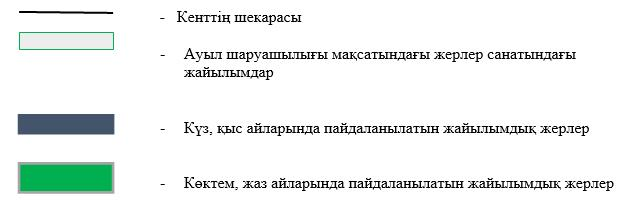 - Кенттің шекарасы
- Ауыл шаруашылығы мақсатындағы жерлер санатындағы
жайылымдар
- Күз, қыс айларында пайдаланылатын жайылымдық жерлер
- Көктем, жаз айларында пайдаланылатын жайылымдық жерлер